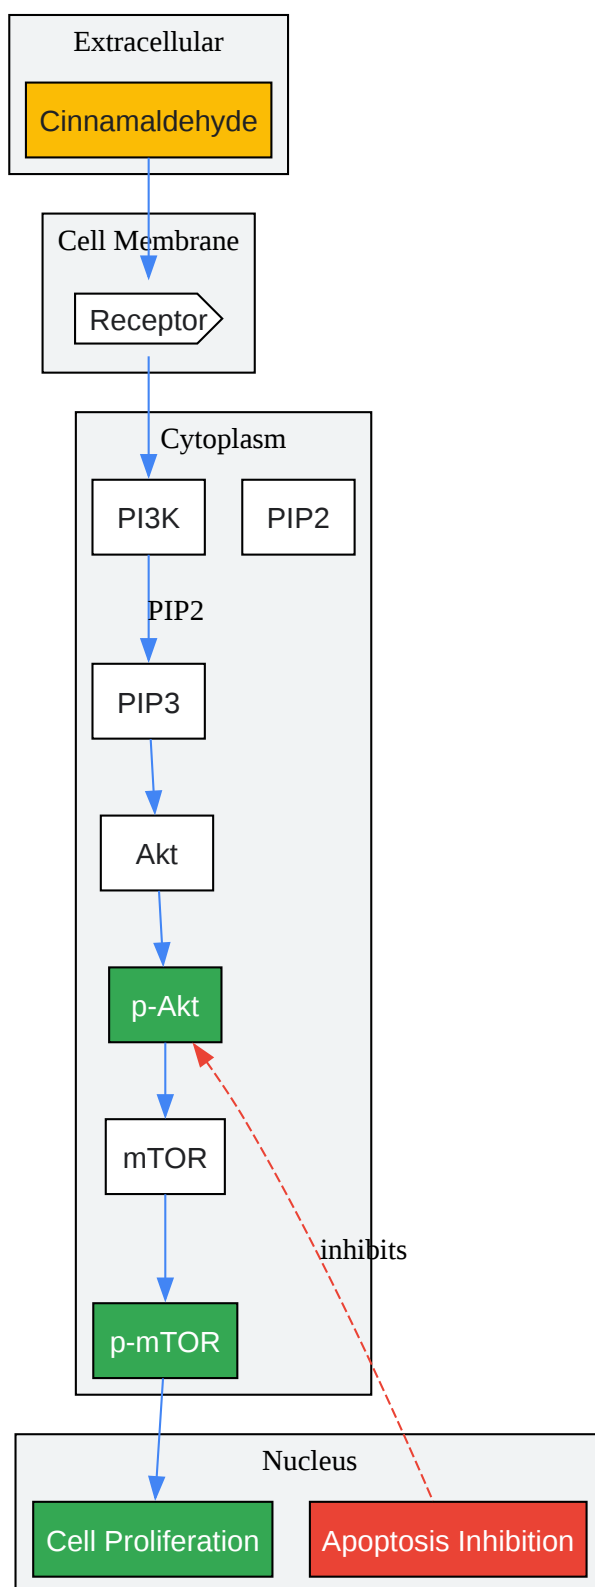 Extracellular
Cinnamaldehyde
Cell Membrane
Receptor
Cytoplasm
PI3K
PIP2
PIP2
PIP3
Akt
p-Akt
mTOR
inhibits
p-mTOR
Nucleus
Cell Proliferation
Apoptosis Inhibition